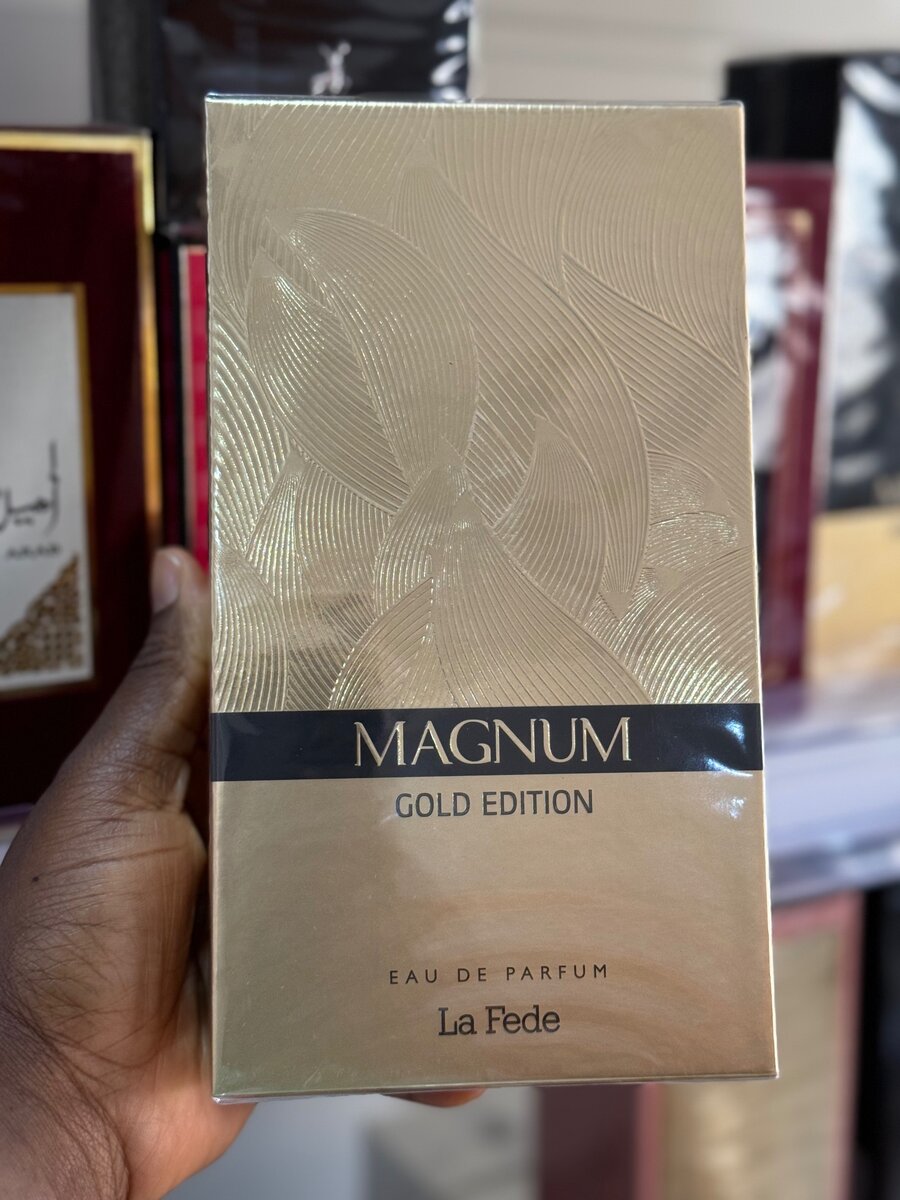 MAGNUM
GOLD EDITION
EAU DE PARFUM
La Fede